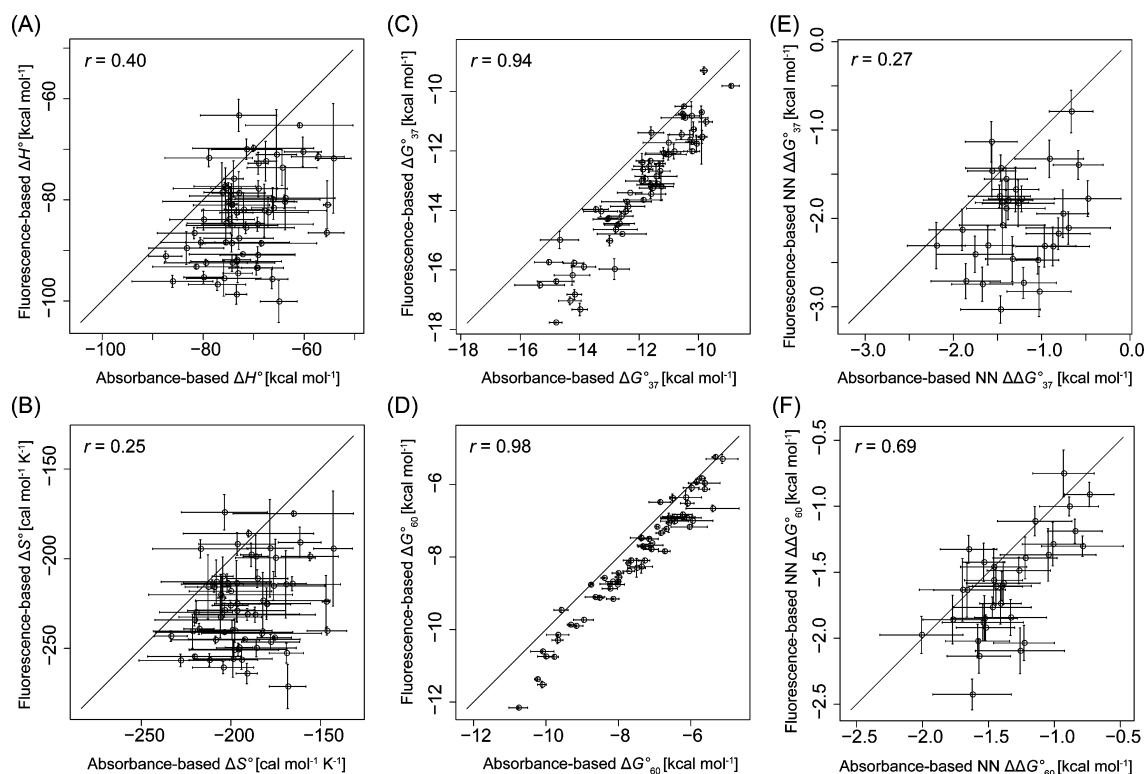 (A)
r = 0.40
Fluorescence-based ΔH° [kcal mol⁻¹]
−60
−80
−100
−100 −80 −60
Absorbance-based ΔH° [kcal mol⁻¹]
(B)
r = 0.25
Fluorescence-based ΔS° [cal mol⁻¹ K⁻¹]
−150
−200
−250
−250 −200 −150
Absorbance-based ΔS° [cal mol⁻¹ K⁻¹]
(C)
r = 0.94
Fluorescence-based ΔG°₃₇ [kcal mol⁻¹]
−10
−12
−14
−16
−18
−18 −16 −14 −12 −10
Absorbance-based ΔG°₃₇ [kcal mol⁻¹]
(D)
r = 0.98
Fluorescence-based ΔG°₆₀ [kcal mol⁻¹]
−6
−8
−10
−12
−12 −10 −8 −6
Absorbance-based ΔG°₆₀ [kcal mol⁻¹]
(E)
r = 0.27
Fluorescence-based NN ΔΔG°₃₇ [kcal mol⁻¹]
0.0
−1.0
−2.0
−3.0
−3.0 −2.0 −1.0 0.0
Absorbance-based NN ΔΔG°₃₇ [kcal mol⁻¹]
(F)
r = 0.69
Fluorescence-based NN ΔΔG°₆₀ [kcal mol⁻¹]
−0.5
−1.0
−1.5
−2.0
−2.5
−2.5 −2.0 −1.5 −1.0 −0.5
Absorbance-based NN ΔΔG°₆₀ [kcal mol⁻¹]